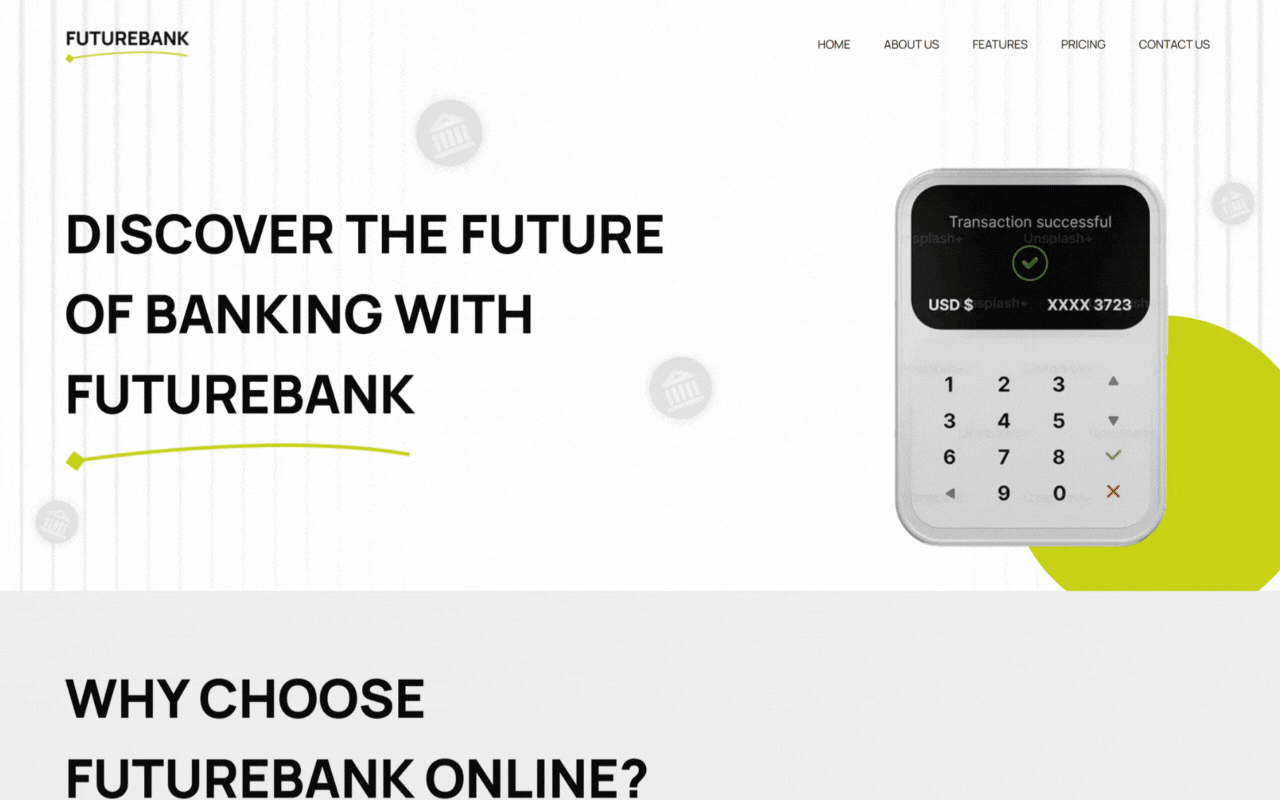 FUTUREBANK
HOME ABOUT US FEATURES PRICING CONTACT US
DISCOVER THE FUTURE
OF BANKING WITH
FUTUREBANK
Transaction successful
Unsplash+
USD $ XXXX 3723
1 2 3
3 4 5
6 7 8
9 0
WHY CHOOSE
FUTUREBANK ONLINE?